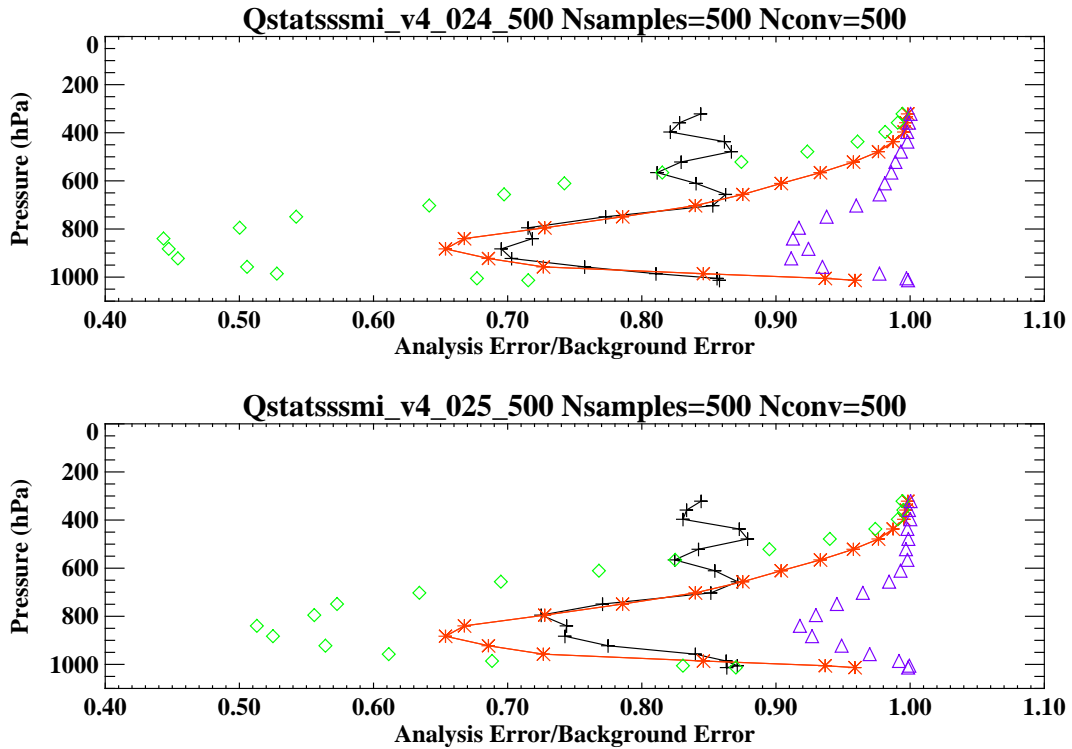 Qstatsssmi_v4_024_500 Nsamples=500 Nconv=500
Pressure (hPa)
0
200
400
600
800
1000
0.40 0.50 0.60 0.70 0.80 0.90 1.00 1.10
Analysis Error/Background Error
Qstatsssmi_v4_025_500 Nsamples=500 Nconv=500
Pressure (hPa)
0
200
400
600
800
1000
0.40 0.50 0.60 0.70 0.80 0.90 1.00 1.10
Analysis Error/Background Error